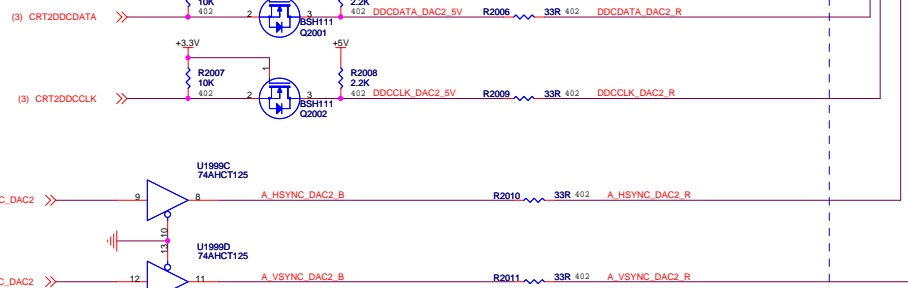 10K 2.2K
(3) CRT2DDCDATA 402 2 3 402 DDCDATA_DAC2_5V R2006 33R 402 DDCDATA_DAC2_R
BSH111
Q2001
+3.3V +5V
R2007 1 R2008
10K 2.2K
(3) CRT2DDCCLK 402 2 3 402 DDCCLK_DAC2_5V R2009 33R 402 DDCCLK_DAC2_R
BSH111
Q2002
U1999C
74AHCT125
C_DAC2 9 8 A_HSYNC_DAC2_B R2010 33R 402 A_HSYNC_DAC2_R
10
13
U1999D
74AHCT125
C_DAC2 12 11 A_VSYNC_DAC2_B R2011 33R 402 A_VSYNC_DAC2_R